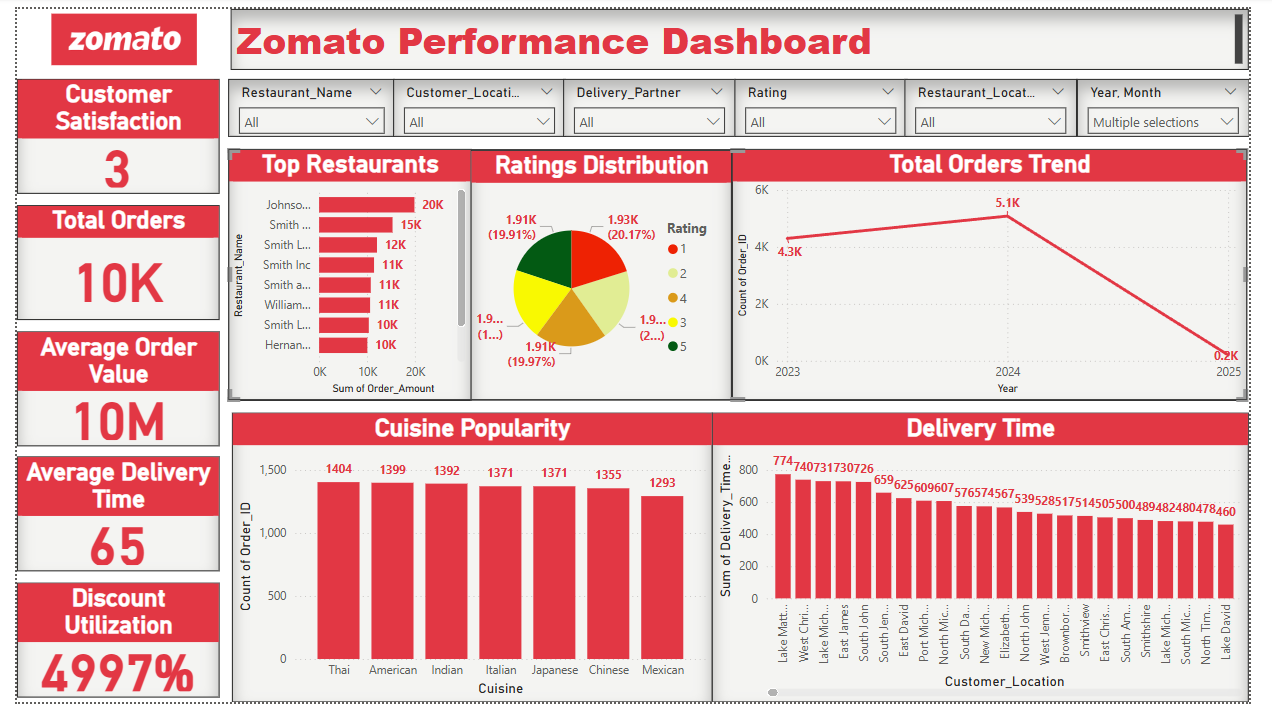 zomato
Zomato Performance Dashboard
Customer
Satisfaction
3
Total Orders
10K
Average Order
Value
10M
Average Delivery
Time
65
Discount
Utilization
4997%
Restaurant_Name
All
Customer_Locati...
All
Delivery_Partner
All
Rating
All
Restaurant_Locat...
All
Year, Month
Multiple selections
Top Restaurants
Restaurant_Name
Johnso... 20K
Smith ... 15K
Smith L... 12K
Smith Inc 11K
Smith a... 11K
William... 11K
Smith L... 10K
Hernan... 10K
0K 10K 20K
Sum of Order_Amount
Ratings Distribution
1.91K
(19.91%)
1.93K
(20.17%)
1.9...
(1...)
1.9...
(2...)
1.91K
(19.97%)
Rating
1
2
4
3
5
Total Orders Trend
Count of Order_ID
6K
4K
2K
0K
4.3K
5.1K
0.2K
2023 2024 2025
Year
Cuisine Popularity
Count of Order_ID
1,500
1,000
500
0
1404 1399 1392 1371 1371 1355 1293
Thai American Indian Italian Japanese Chinese Mexican
Cuisine
Delivery Time
Sum of Delivery_Time...
800
600
400
200
0
774 740 731 730 726 659 625 609 607 576 574 567 539 528 517 514 505 500 489 482 480 478 460
Lake Matt...
West Chri...
Lake Mich...
East James
South John
South Jen...
East David
Port Mich...
North Mic...
South Da...
New Mich...
Elizabeth...
North John
West Jenn...
Brownbor...
Smithview
East Chris...
South Am...
Smithshire
Lake Mich...
South Mic...
North Tim...
Lake David
Customer_Location